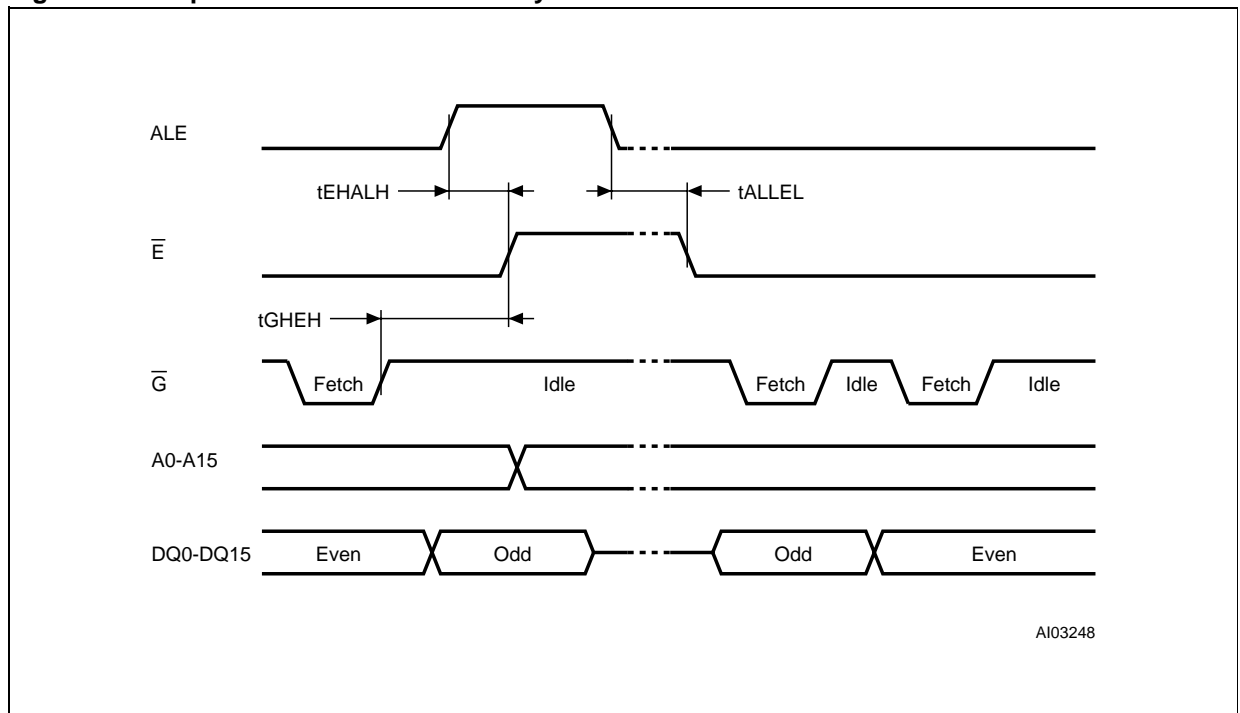 ALE
tEHALH
tALLEL
E
tGHEH
G
Fetch Idle Fetch Idle Fetch Idle
A0-A15
DQ0-DQ15 Even Odd Odd Even
AI03248